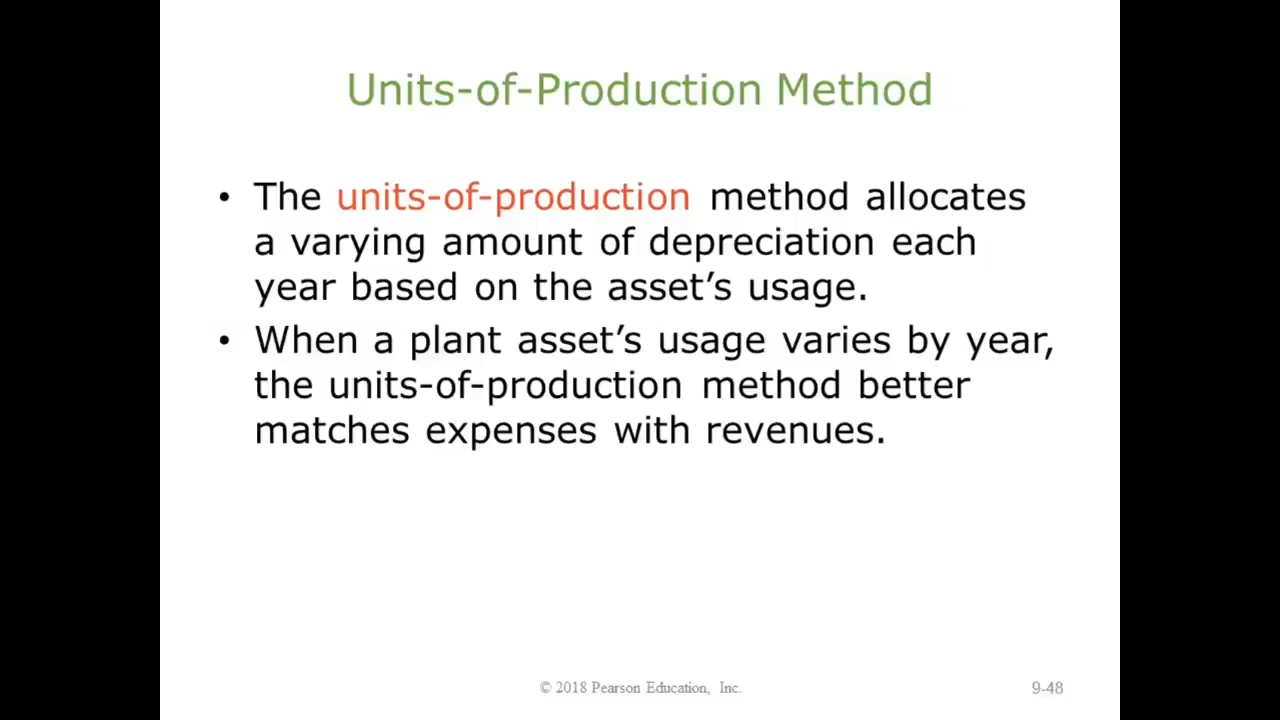 Units-of-Production Method
• The units-of-production method allocates
a varying amount of depreciation each
year based on the asset’s usage.
• When a plant asset’s usage varies by year,
the units-of-production method better
matches expenses with revenues.
© 2018 Pearson Education, Inc.
9-48